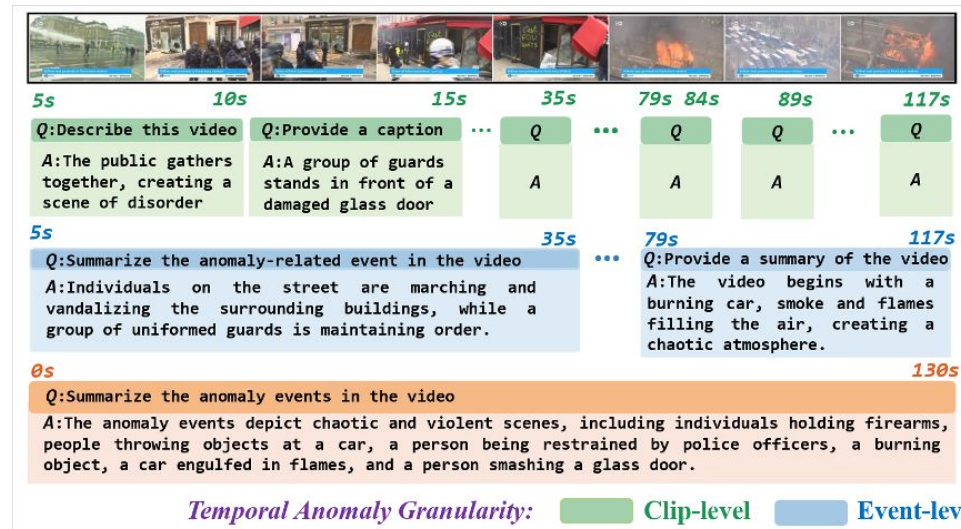 5s 10s 15s 35s 79s 84s 89s 117s
Q:Describe this video Q:Provide a caption ... Q ... Q Q ... Q
A:The public gathers
together, creating a
scene of disorder
A:A group of guards
stands in front of a
damaged glass door
A A A A
5s 35s ... 79s 117s
Q:Summarize the anomaly-related event in the video
A:Individuals on the street are marching and
vandalizing the surrounding buildings, while a
group of uniformed guards is maintaining order.
Q:Provide a summary of the video
A:The video begins with a
burning car, smoke and flames
filling the air, creating a
chaotic atmosphere.
0s 130s
Q:Summarize the anomaly events in the video
A:The anomaly events depict chaotic and violent scenes, including individuals holding firearms,
people throwing objects at a car, a person being restrained by police officers, a burning
object, a car engulfed in flames, and a person smashing a glass door.
Temporal Anomaly Granularity: Clip-level Event-lev